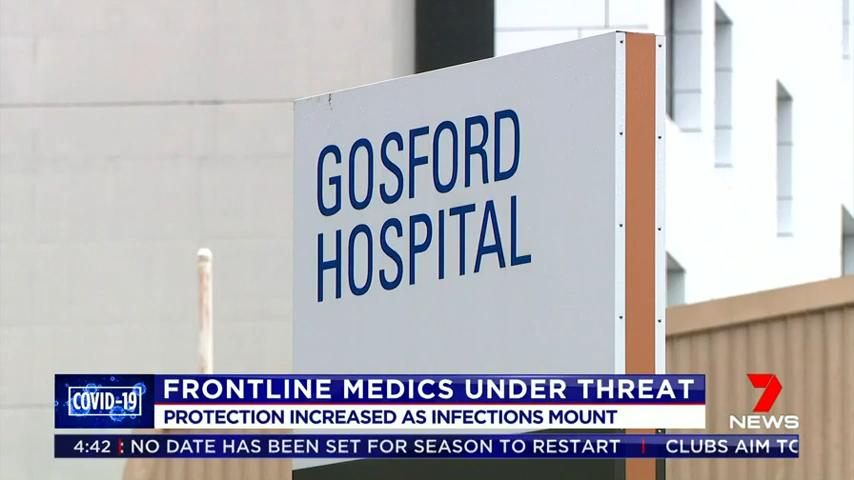 GOSFORD
HOSPITAL
COVID-19
FRONTLINE MEDICS UNDER THREAT
PROTECTION INCREASED AS INFECTIONS MOUNT
7
NEWS
4:42 NO DATE HAS BEEN SET FOR SEASON TO RESTART CLUBS AIM TO